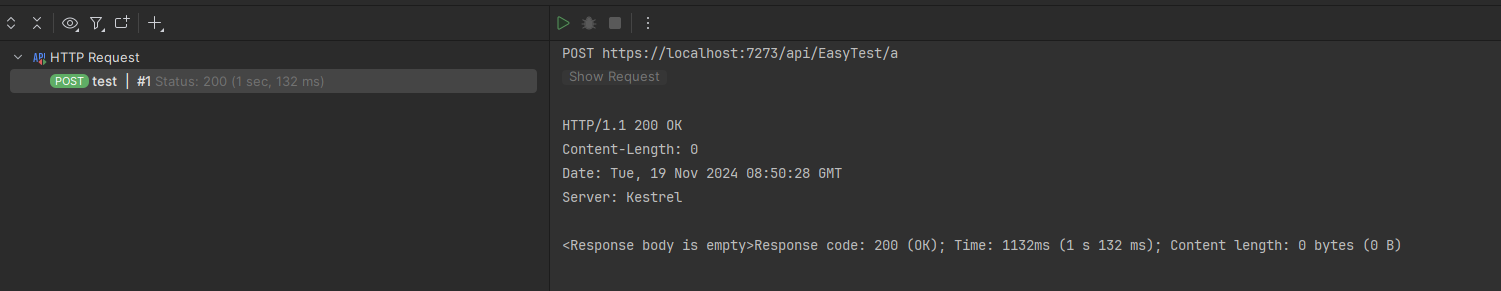 HTTP Request
POST test | #1 Status: 200 (1 sec, 132 ms)
POST https://localhost:7273/api/EasyTest/a
Show Request
HTTP/1.1 200 OK
Content-Length: 0
Date: Tue, 19 Nov 2024 08:50:28 GMT
Server: Kestrel
<Response body is empty>Response code: 200 (OK); Time: 1132ms (1 s 132 ms); Content length: 0 bytes (0 B)